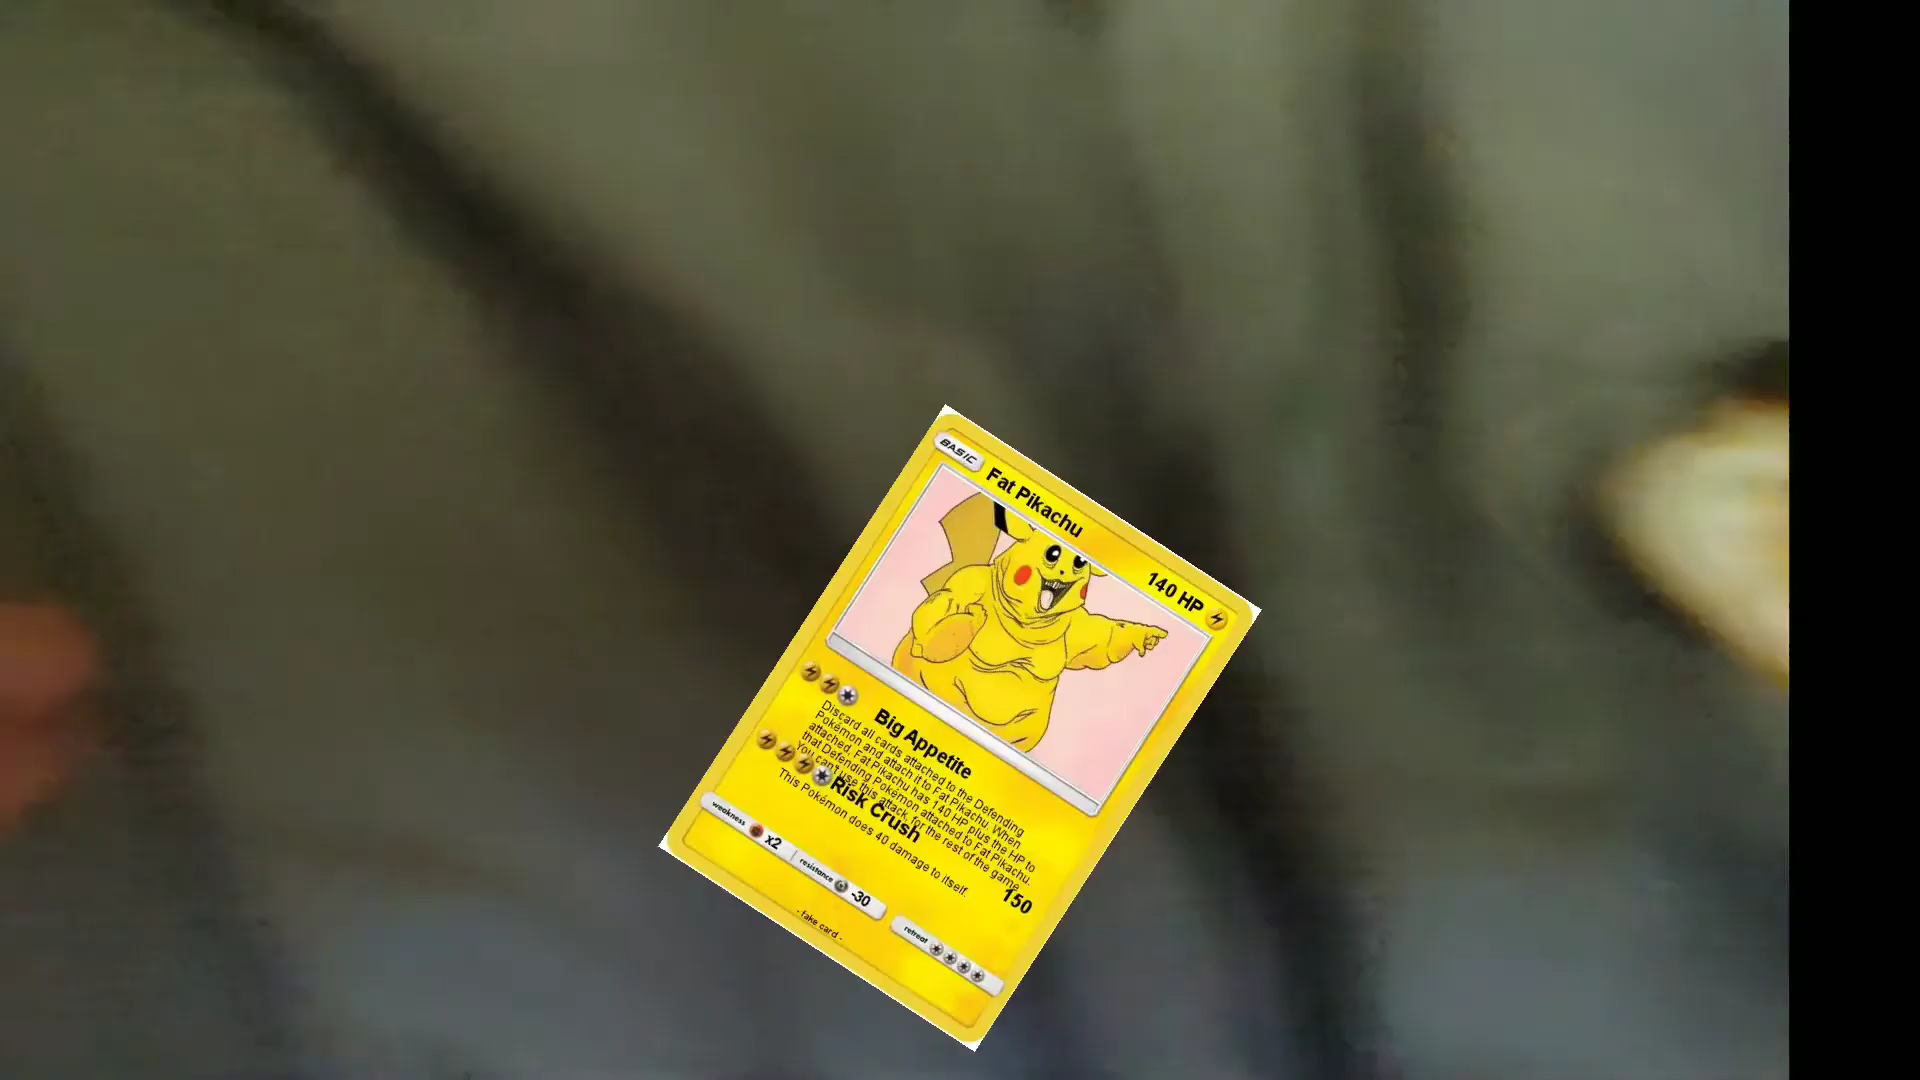 BASIC
Fat Pikachu
140 HP
Big Appetite
Discard all cards attached to the Defending
Pokémon and attach it to Fat Pikachu. When
attached, Fat Pikachu has 140 HP plus the HP to
that Defending Pokémon attached to Fat Pikachu.
You can't use this attack for the rest of the game.
Risk Crush
This Pokémon does 40 damage to itself.
150
weakness x2
resistance -30
retreat
- fake card -